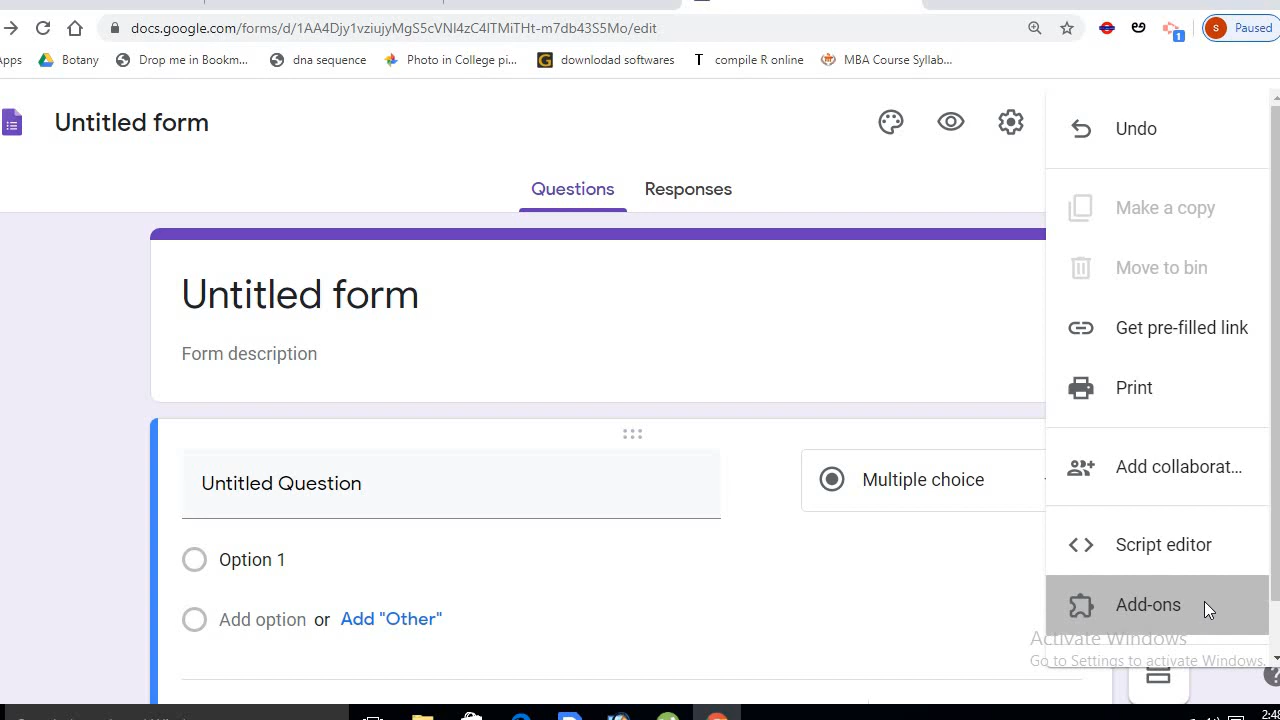 docs.google.com/forms/d/1AA4Djy1vziujyMgS5cVNl4zC4lTMiTHt-m7db43S5Mo/edit
S Paused
1
Apps Botany Drop me in Bookm... dna sequence Photo in College pi... downlodad softwares T compile R online MBA Course Syllab...
Untitled form
Undo
Questions Responses
Make a copy
Move to bin
Untitled form
Get pre-filled link
Form description
Print
Add collaborat...
Untitled Question
Multiple choice
Script editor
Option 1
Add option or Add "Other"
Add-ons
Activate Windows
Go to Settings to activate Windows.